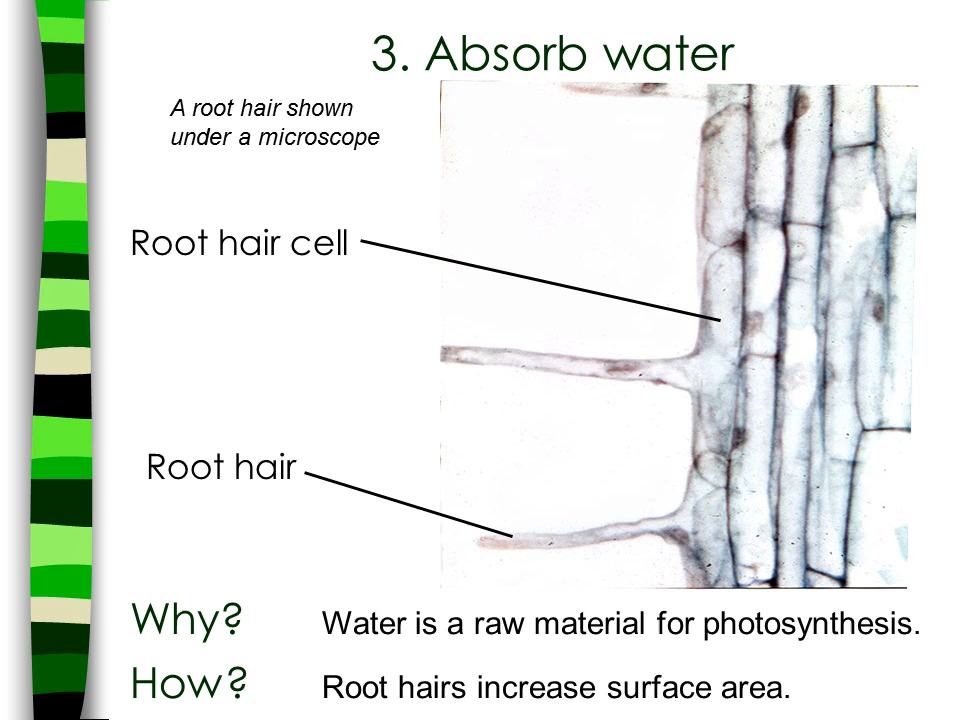 3. Absorb water
A root hair shown
under a microscope
Root hair cell
Root hair
Why? Water is a raw material for photosynthesis.
How? Root hairs increase surface area.